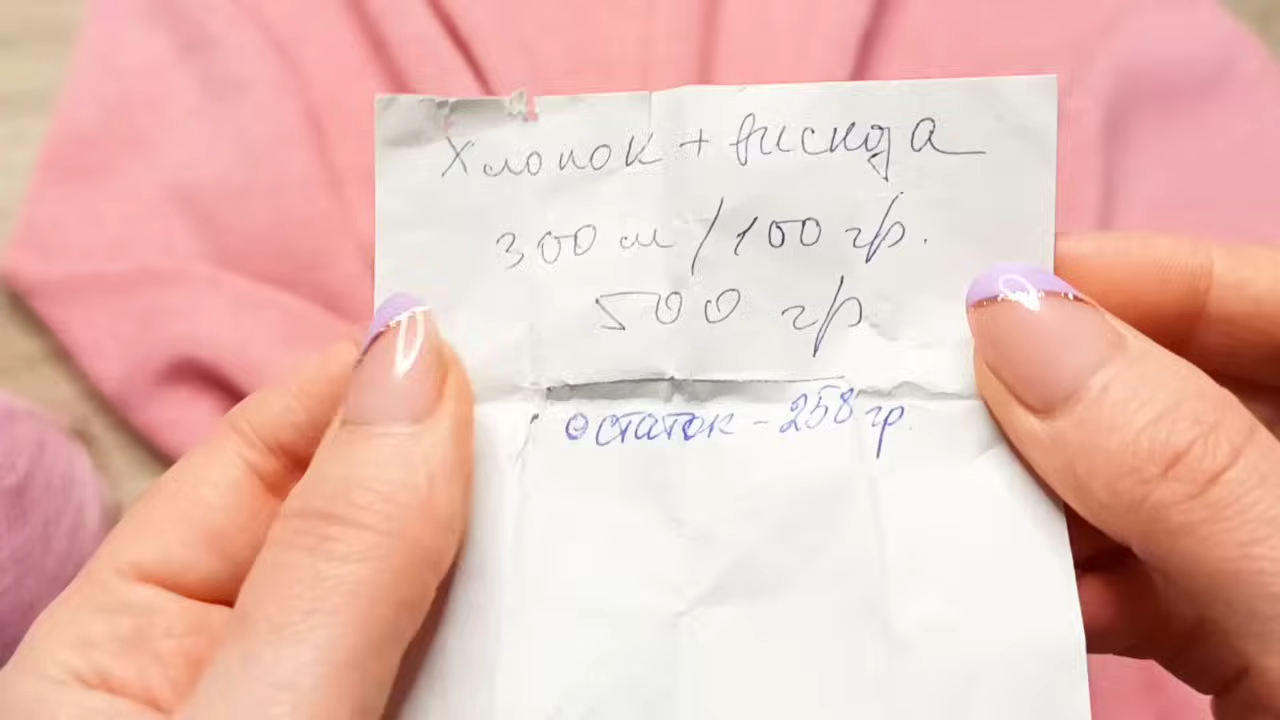 Хлопок + вискоза
300 м/100 гр.
500 гр
Остаток - 258 гр.